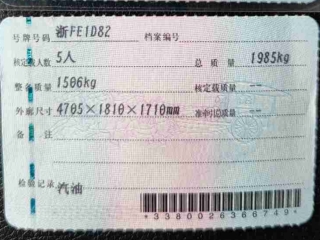 号牌号码 浙FE1D82 档案编号
核定载人数 5人 总质量 1985kg
整备质量 1506kg 核定载质量 --
外廓尺寸 4705×1810×1710mm 准牵引总质量 --
备注
检验记录 汽油
*3380026366749*